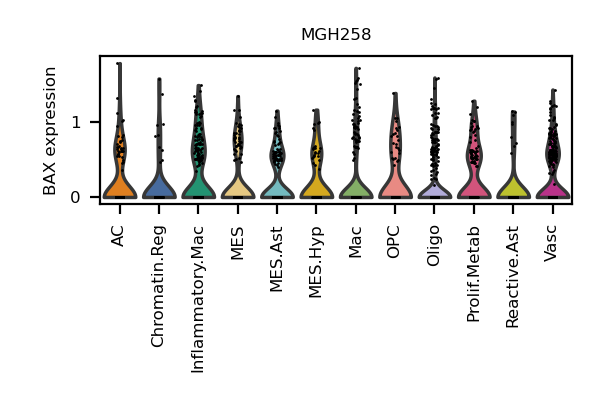 MGH258
BAX expression
1
0
AC
Chromatin.Reg
Inflammatory.Mac
MES
MES.Ast
MES.Hyp
Mac
OPC
Oligo
Prolif.Metab
Reactive.Ast
Vasc